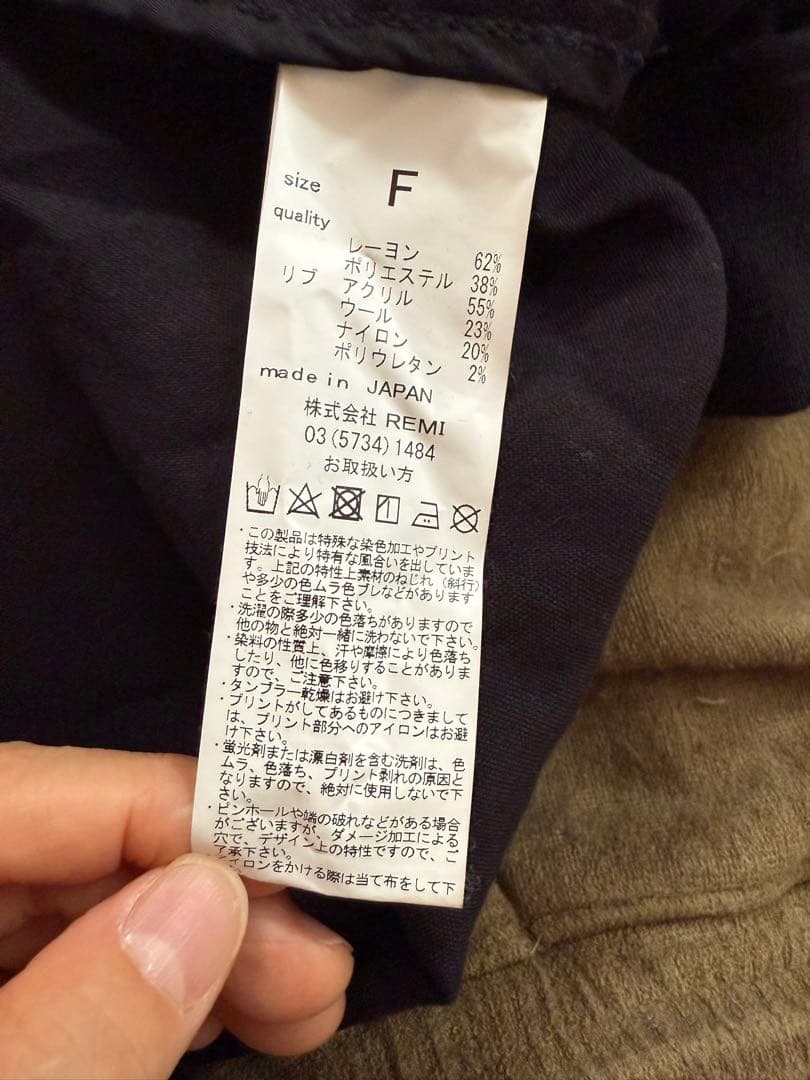 size F
quality
レーヨン 62%
ポリエステル 38%
リブ アクリル 55%
ウール 23%
ナイロン 20%
ポリウレタン 2%
made in JAPAN
株式会社 REMI
03(5734)1484
お取扱い方
・この製品は特殊な染色加工やプリント
技法により特有な風合いを出していま
す。上記の特性上素材のねじれ(斜行)
や多少の色ムラ色ブレなどがあります
ことをご理解下さい。
・洗濯の際多少の色落ちがありますので
他の物と絶対一緒に洗わないで下さい。
・染料の性質上、汗や摩擦により色落ち
したり、他に色移りすることがありま
すので、ご注意下さい。
・タンブラー乾燥はお避け下さい。
・プリントがしてあるものにつきまして
は、プリント部分へのアイロンはお避
け下さい。
・蛍光剤または漂白剤を含む洗剤は、色
ムラ、色落ち、プリント剥れの原因と
なりますので、絶対に使用しないで下
さい。
・ピンホールや端の破れなどがある場合
がございますが、ダメージ加工による
穴で、デザイン上の特性ですので、ご
了承下さい。
イロンをかける際は当て布をして下